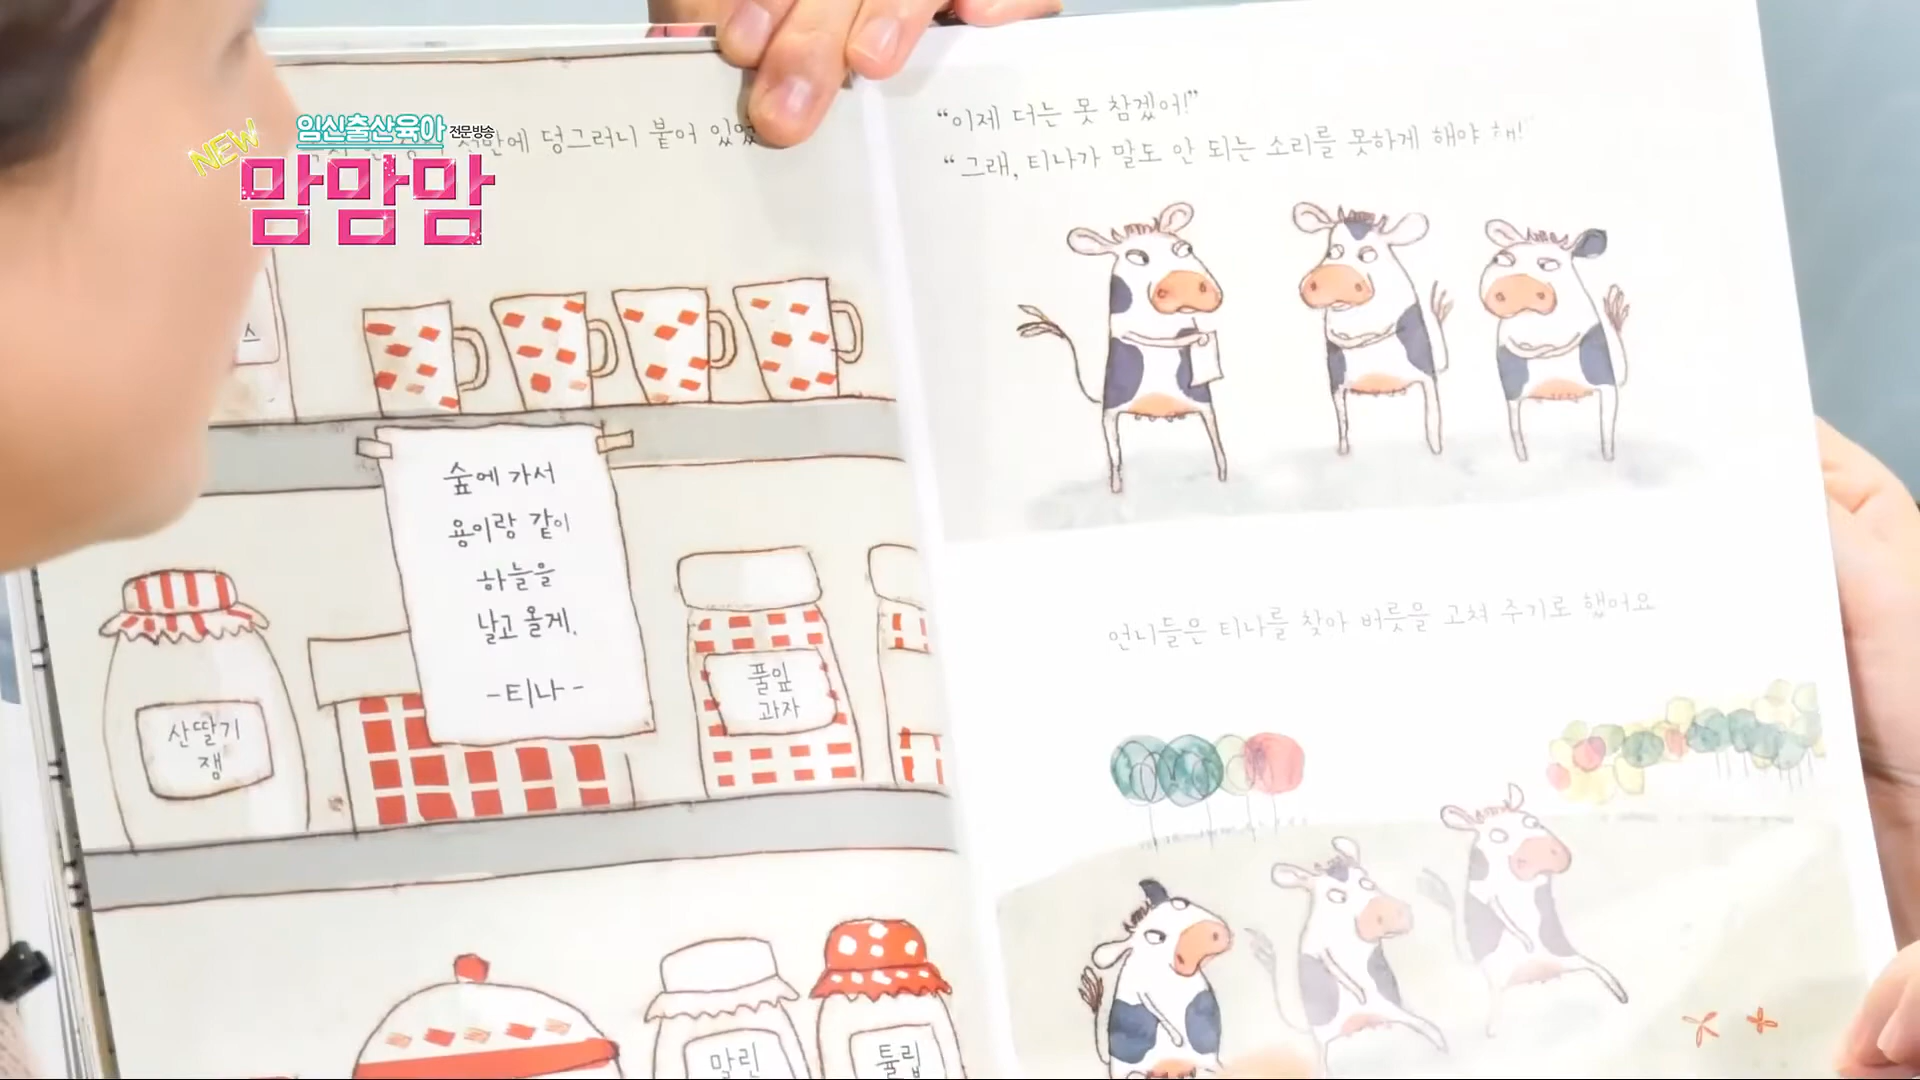 NEW
임신출산육아 전문방송
맘맘맘
만에 덩그러니 붙어 있었
스
숲에 가서
용이랑 같이
하늘을
날고 올게.
-티나-
산딸기
쨈
풀잎
과자
말린
튤립
“이제 더는 못 참겠어!”
“그래, 티나가 말도 안 되는 소리를 못하게 해야 해!
언니들은 티나를 찾아 버릇을 고쳐 주기로 했어요